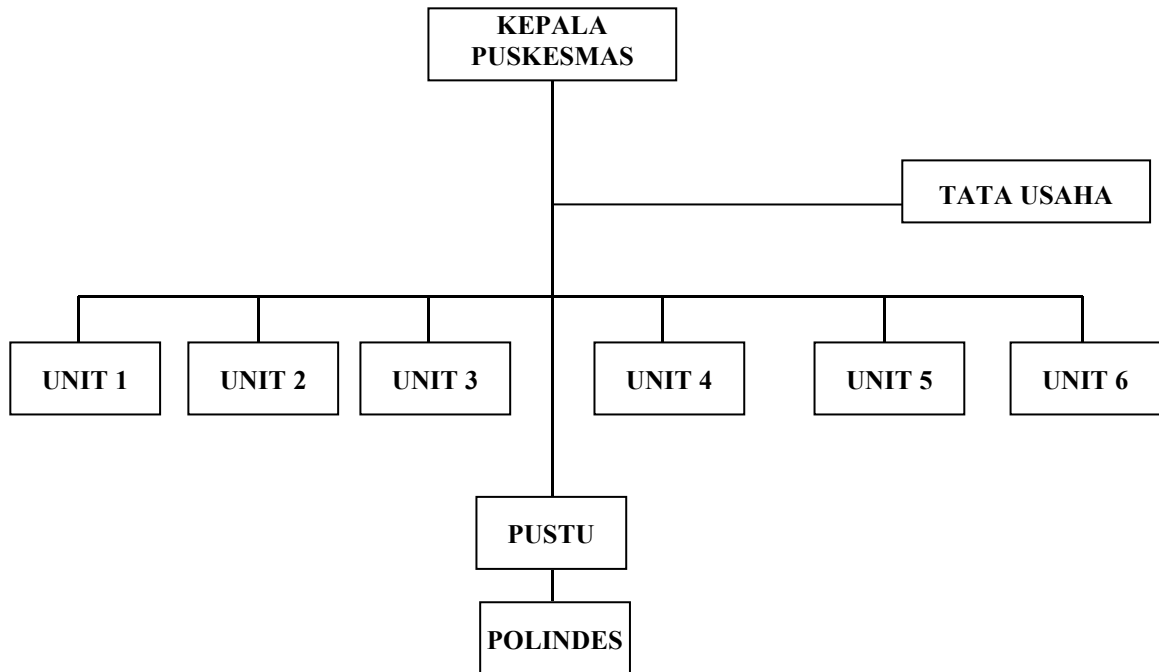 KEPALA
PUSKESMAS
TATA USAHA
UNIT 1
UNIT 2
UNIT 3
UNIT 4
UNIT 5
UNIT 6
PUSTU
POLINDES